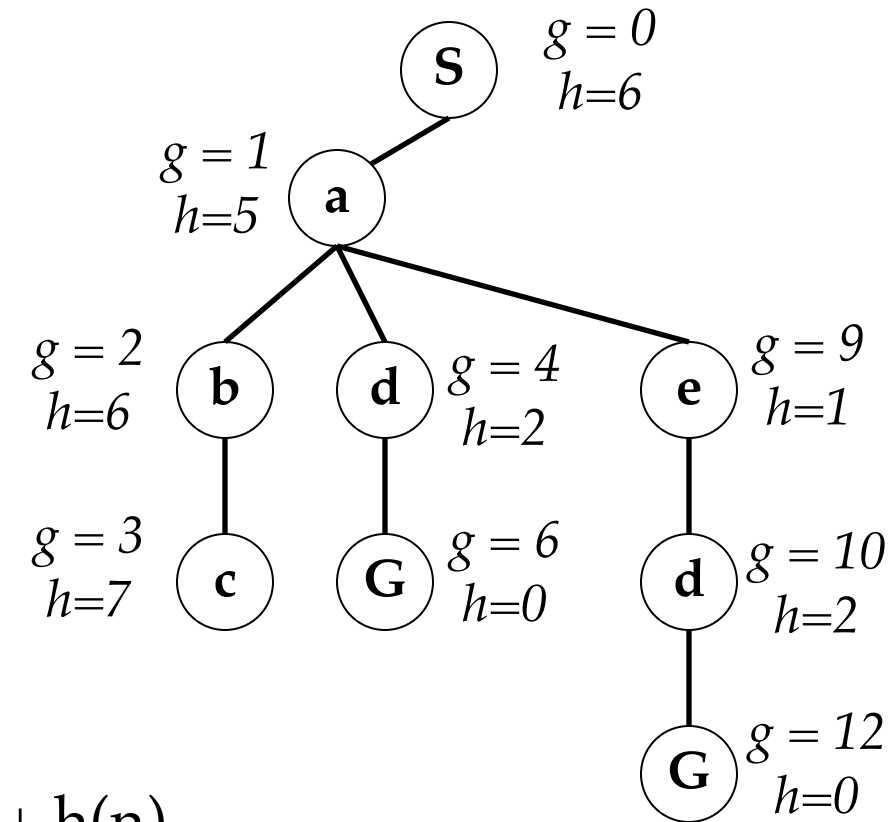 S
g = 0
h=6
g = 1
h=5
a
g = 2
h=6
b
d
g = 4
h=2
e
g = 9
h=1
g = 3
h=7
c
G
g = 6
h=0
d
g = 10
h=2
G
g = 12
h=0
+ h(n)